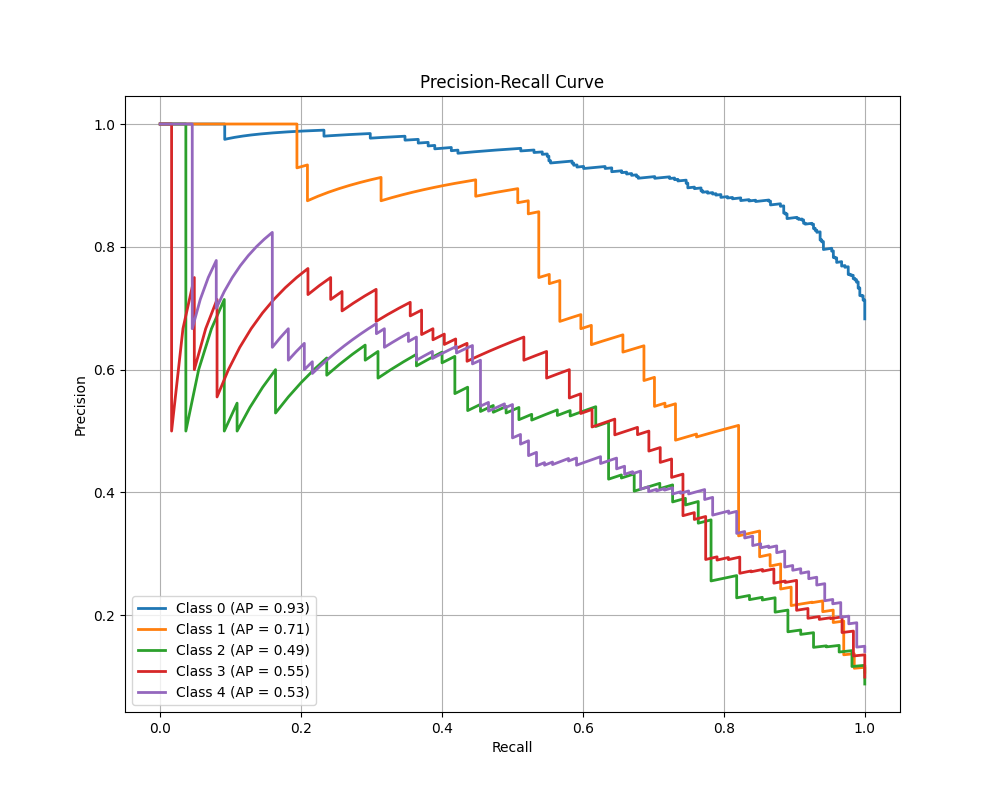 Precision-Recall Curve
Precision
1.0
0.8
0.6
0.4
0.2
Class 0 (AP = 0.93)
Class 1 (AP = 0.71)
Class 2 (AP = 0.49)
Class 3 (AP = 0.55)
Class 4 (AP = 0.53)
0.0 0.2 0.4 0.6 0.8 1.0
Recall